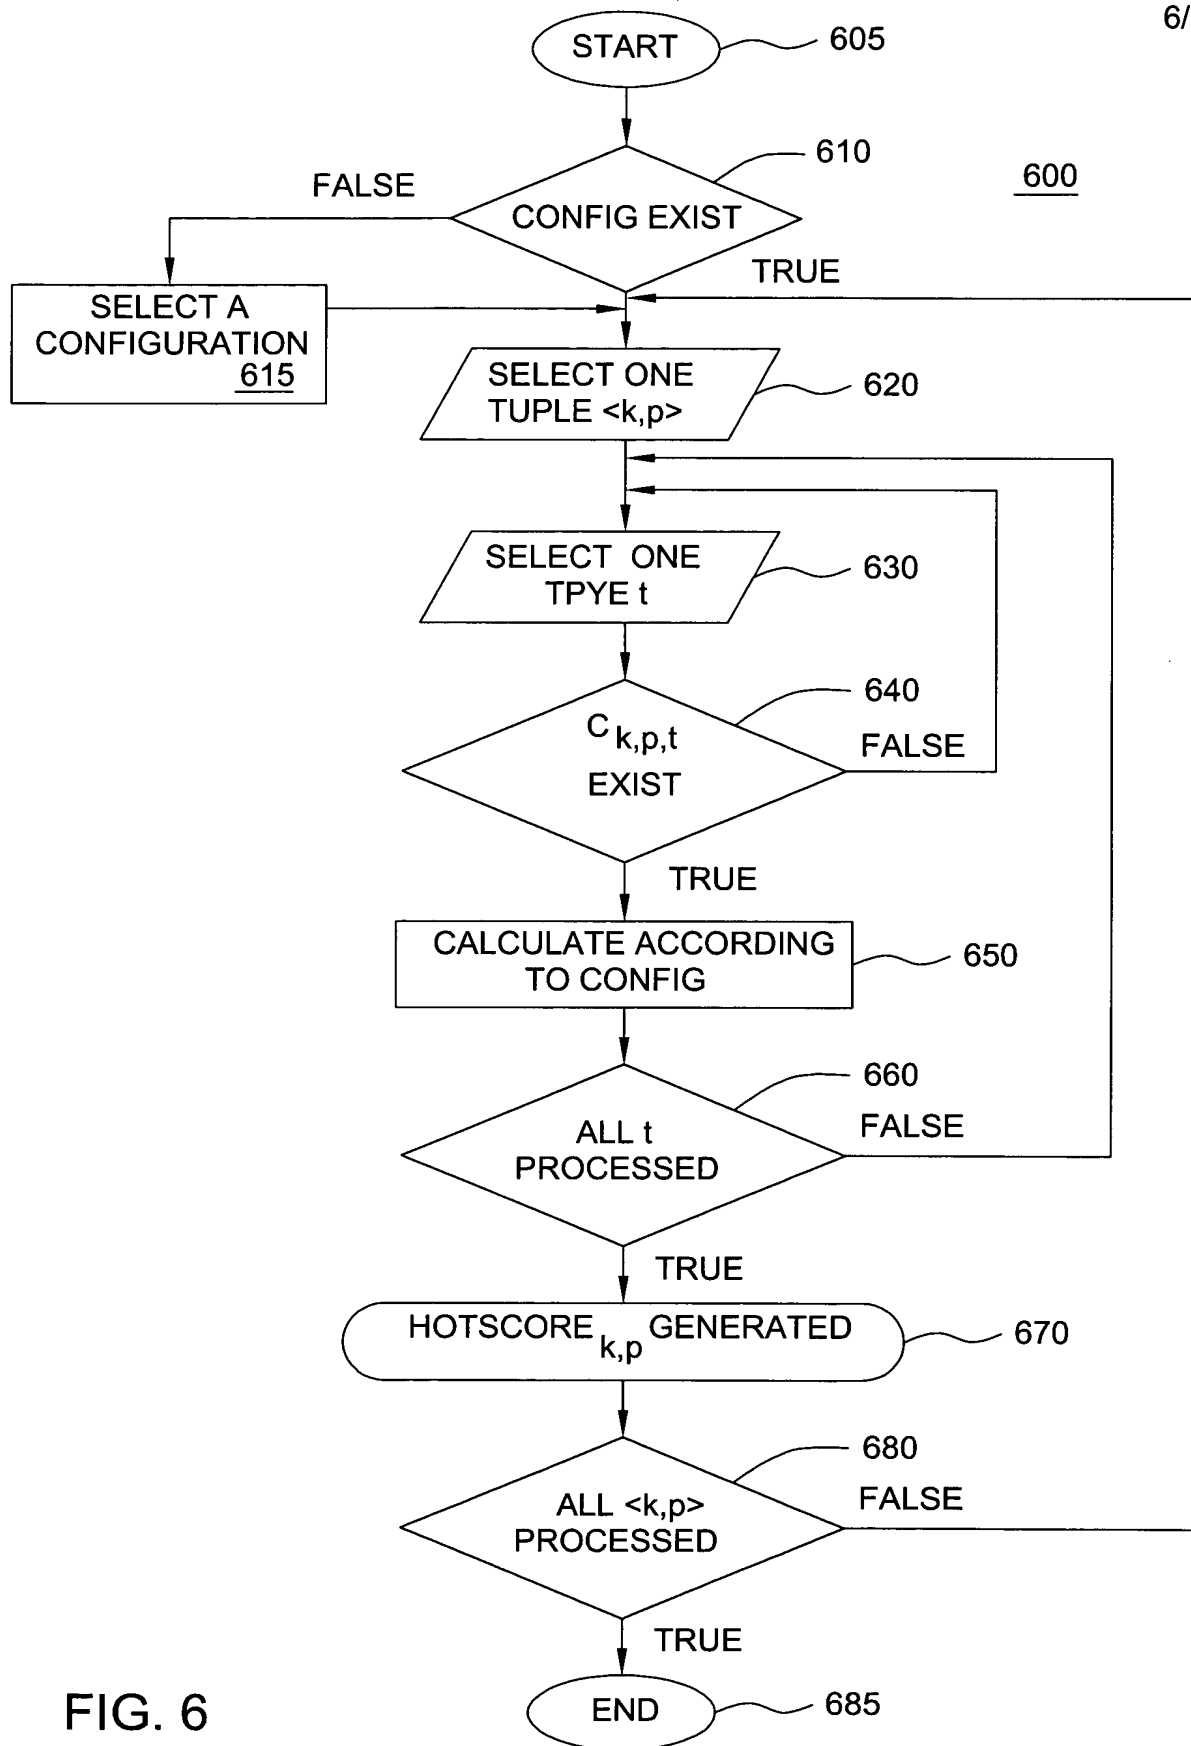 6/
START
605
610
600
FALSE
CONFIG EXIST
TRUE
SELECT A
CONFIGURATION
615
SELECT ONE
TUPLE <k,p>
620
SELECT ONE
TPYE t
630
640
C k,p,t
EXIST
FALSE
TRUE
CALCULATE ACCORDING
TO CONFIG
650
660
ALL t
PROCESSED
FALSE
TRUE
HOTSCORE k,p GENERATED
670
680
ALL <k,p>
PROCESSED
FALSE
TRUE
END
685
FIG. 6